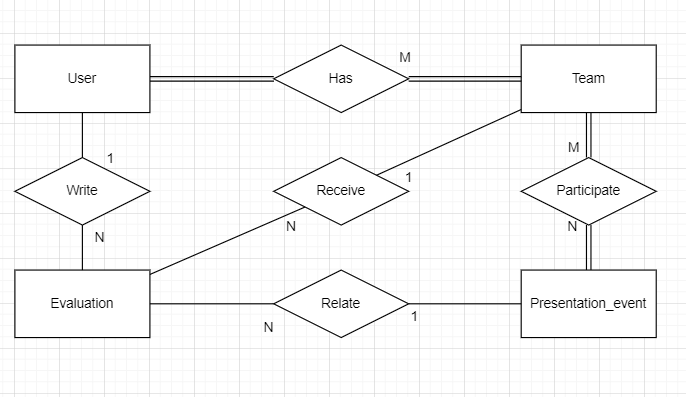 M
User
Has
Team
1
M
Write
Receive
1
Participate
N
N
N
Evaluation
Relate
Presentation_event
N
1